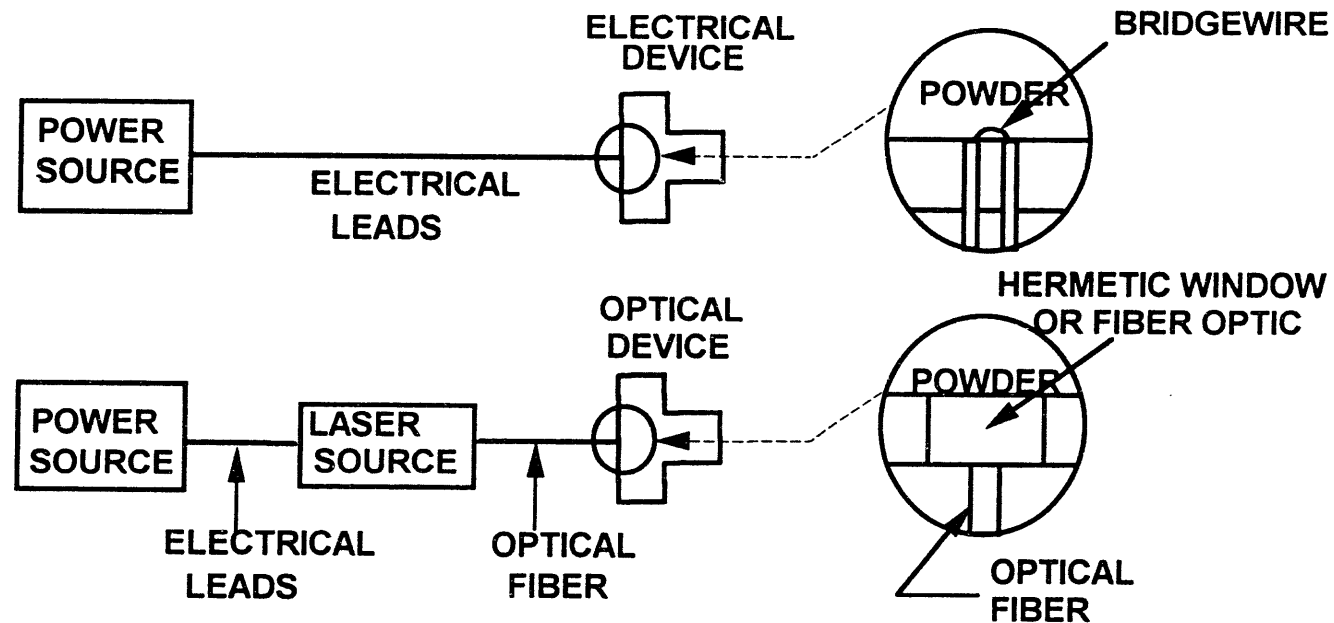 ELECTRICAL
DEVICE
BRIDGEWIRE
POWDER
POWER
SOURCE
ELECTRICAL
LEADS
HERMETIC WINDOW
OR FIBER OPTIC
OPTICAL
DEVICE
POWDER
POWER
SOURCE
LASER
SOURCE
ELECTRICAL
LEADS
OPTICAL
FIBER
OPTICAL
FIBER